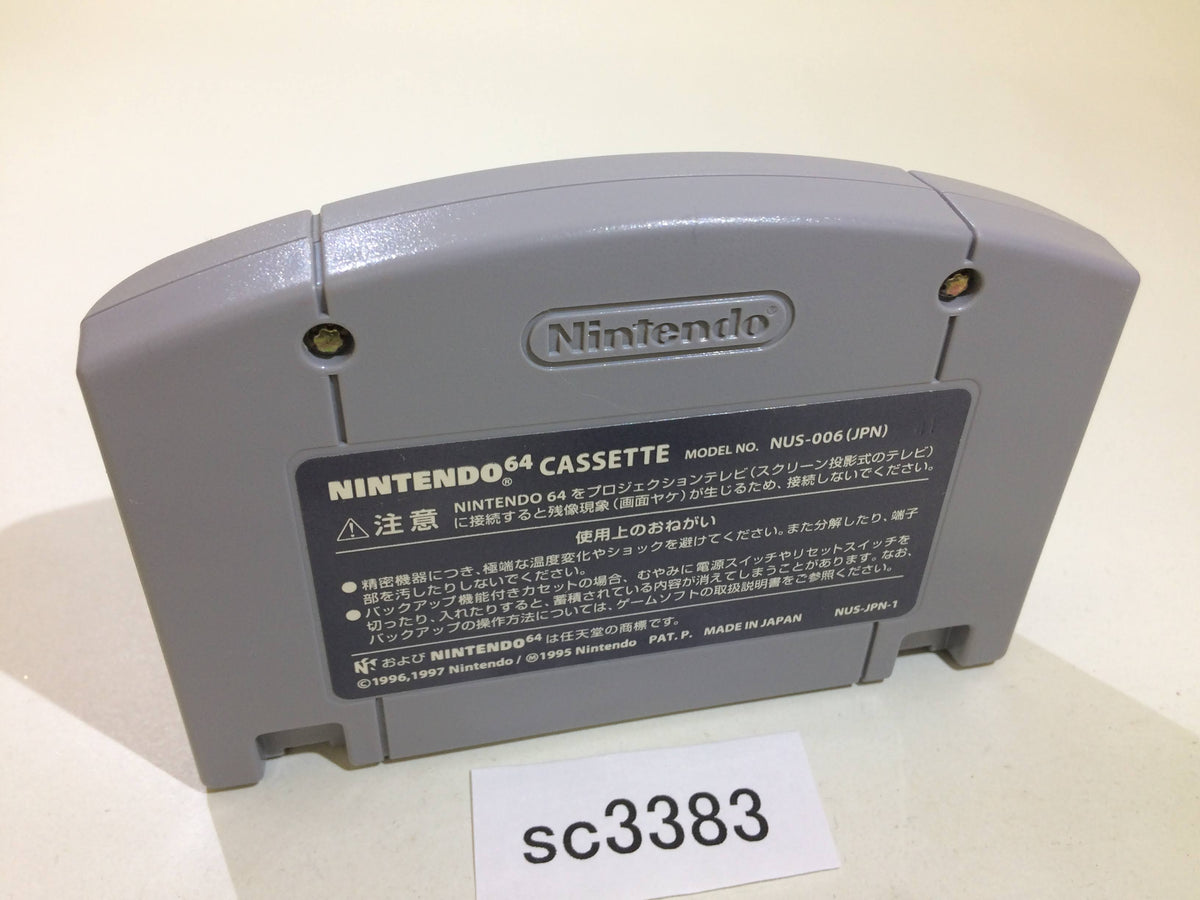 Nintendo®
NINTENDO64® CASSETTE MODEL NO. NUS-006(JPN)
⚠注意 NINTENDO 64 をプロジェクションテレビ(スクリーン投影式のテレビ)
に接続すると残像現象(画面ヤケ)が生じるため、接続しないでください。
使用上のおねがい
●精密機器につき、極端な温度変化やショックを避けてください。また分解したり、端子
部を汚したりしないでください。
●バックアップ機能付きカセットの場合、むやみに電源スイッチやリセットスイッチを
切ったり、入れたりすると、蓄積されている内容が消えてしまうことがあります。なお、
バックアップの操作方法については、ゲームソフトの取扱説明書をご参照ください。
NUS-JPN-1
および NINTENDO64 は任天堂の商標です。
©1996,1997 Nintendo / Ⓜ1995 Nintendo PAT. P. MADE IN JAPAN
sc3383